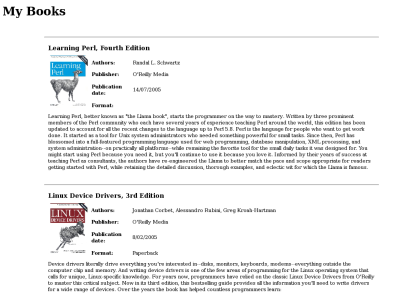 My Books
Learning Perl, Fourth Edition
Learning
Perl
Authors: Randal L. Schwartz
Publisher: O'Reilly Media
Publication date: 14/07/2005
Format:
Learning Perl, better known as "the Llama book", starts the programmer on the way to mastery. Written by three prominent
members of the Perl community who each have several years of experience teaching Perl around the world, this edition has been
updated to account for all the recent changes to the language up to Perl 5.8. Perl is the language for people who want to get work
done. It started as a tool for Unix system administrators who needed something powerful for small tasks. Since then, Perl has
blossomed into a full-featured programming language used for web programming, database manipulation, XML processing, and
system administration--on practically all platforms--while remaining the favorite tool for the small daily tasks it was designed for. You
might start using Perl because you need it, but you'll continue to use it because you love it. Informed by their years of success at
teaching Perl as consultants, the authors have re-engineered the Llama to better match the pace and scope appropriate for readers
getting started with Perl, while retaining the detailed discussion, thorough examples, and eclectic wit for which the Llama is famous.
Linux Device Drivers, 3rd Edition
LINUX
DEVICE DRIVERS
Authors: Jonathan Corbet, Alessandro Rubini, Greg Kroah-Hartman
Publisher: O'Reilly Media
Publication date: 8/02/2005
Format: Paperback
Device drivers literally drive everything you're interested in--disks, monitors, keyboards, modems--everything outside the
computer chip and memory. And writing device drivers is one of the few areas of programming for the Linux operating system that
calls for unique, Linux-specific knowledge. For years now, programmers have relied on the classic Linux Device Drivers from O'Reilly
to master this critical subject. Now in its third edition, this bestselling guide provides all the information you'll need to write drivers
for a wide range of devices. Over the years the book has helped countless programmers learn: